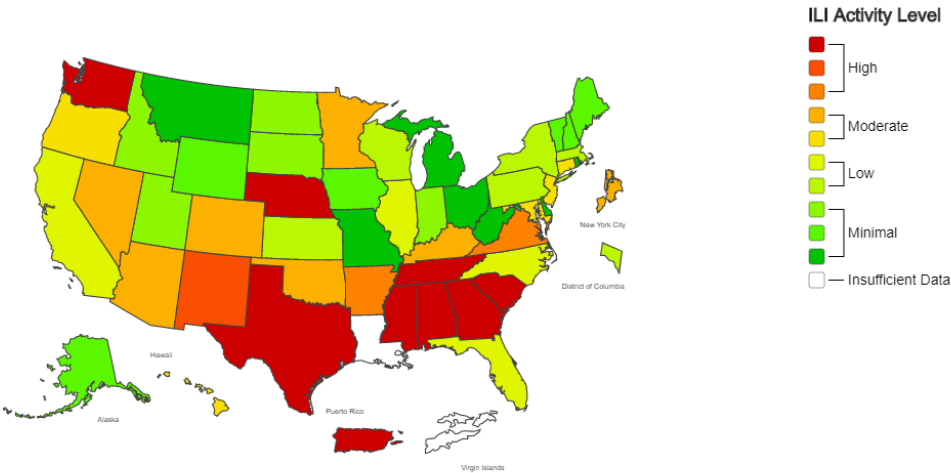 ILI Activity Level
High
Moderate
Low
Minimal
Insufficient Data
New York City
District of Columbia
Hawaii
Alaska
Puerto Rico
Virgin Islands